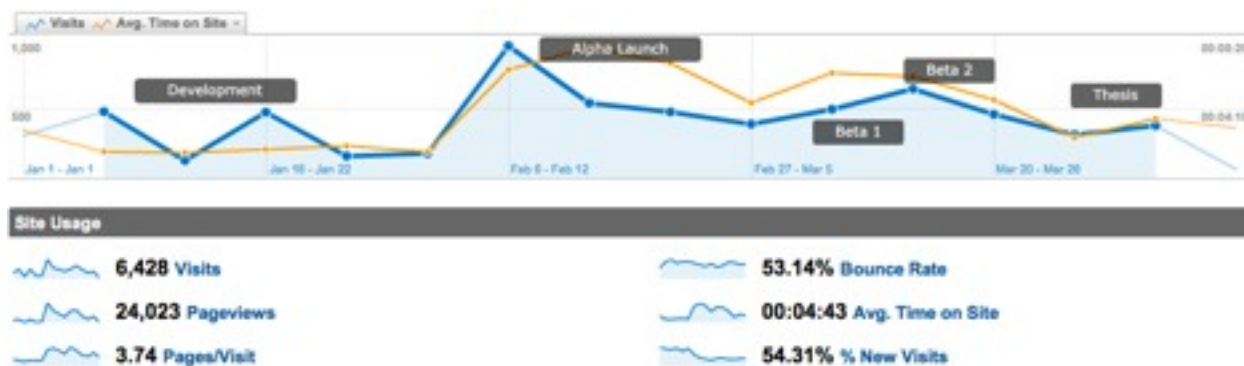 Visits Avg. Time on Site
1,000
Alpha Launch
Beta 2
Development
Thesis
500
Beta 1
Jan 1 - Jan 1
Jan 16 - Jan 22
Feb 6 - Feb 12
Feb 27 - Mar 5
Mar 20 - Mar 26
Site Usage
6,428 Visits
53.14% Bounce Rate
24,023 Pageviews
00:04:43 Avg. Time on Site
3.74 Pages/Visit
54.31% % New Visits